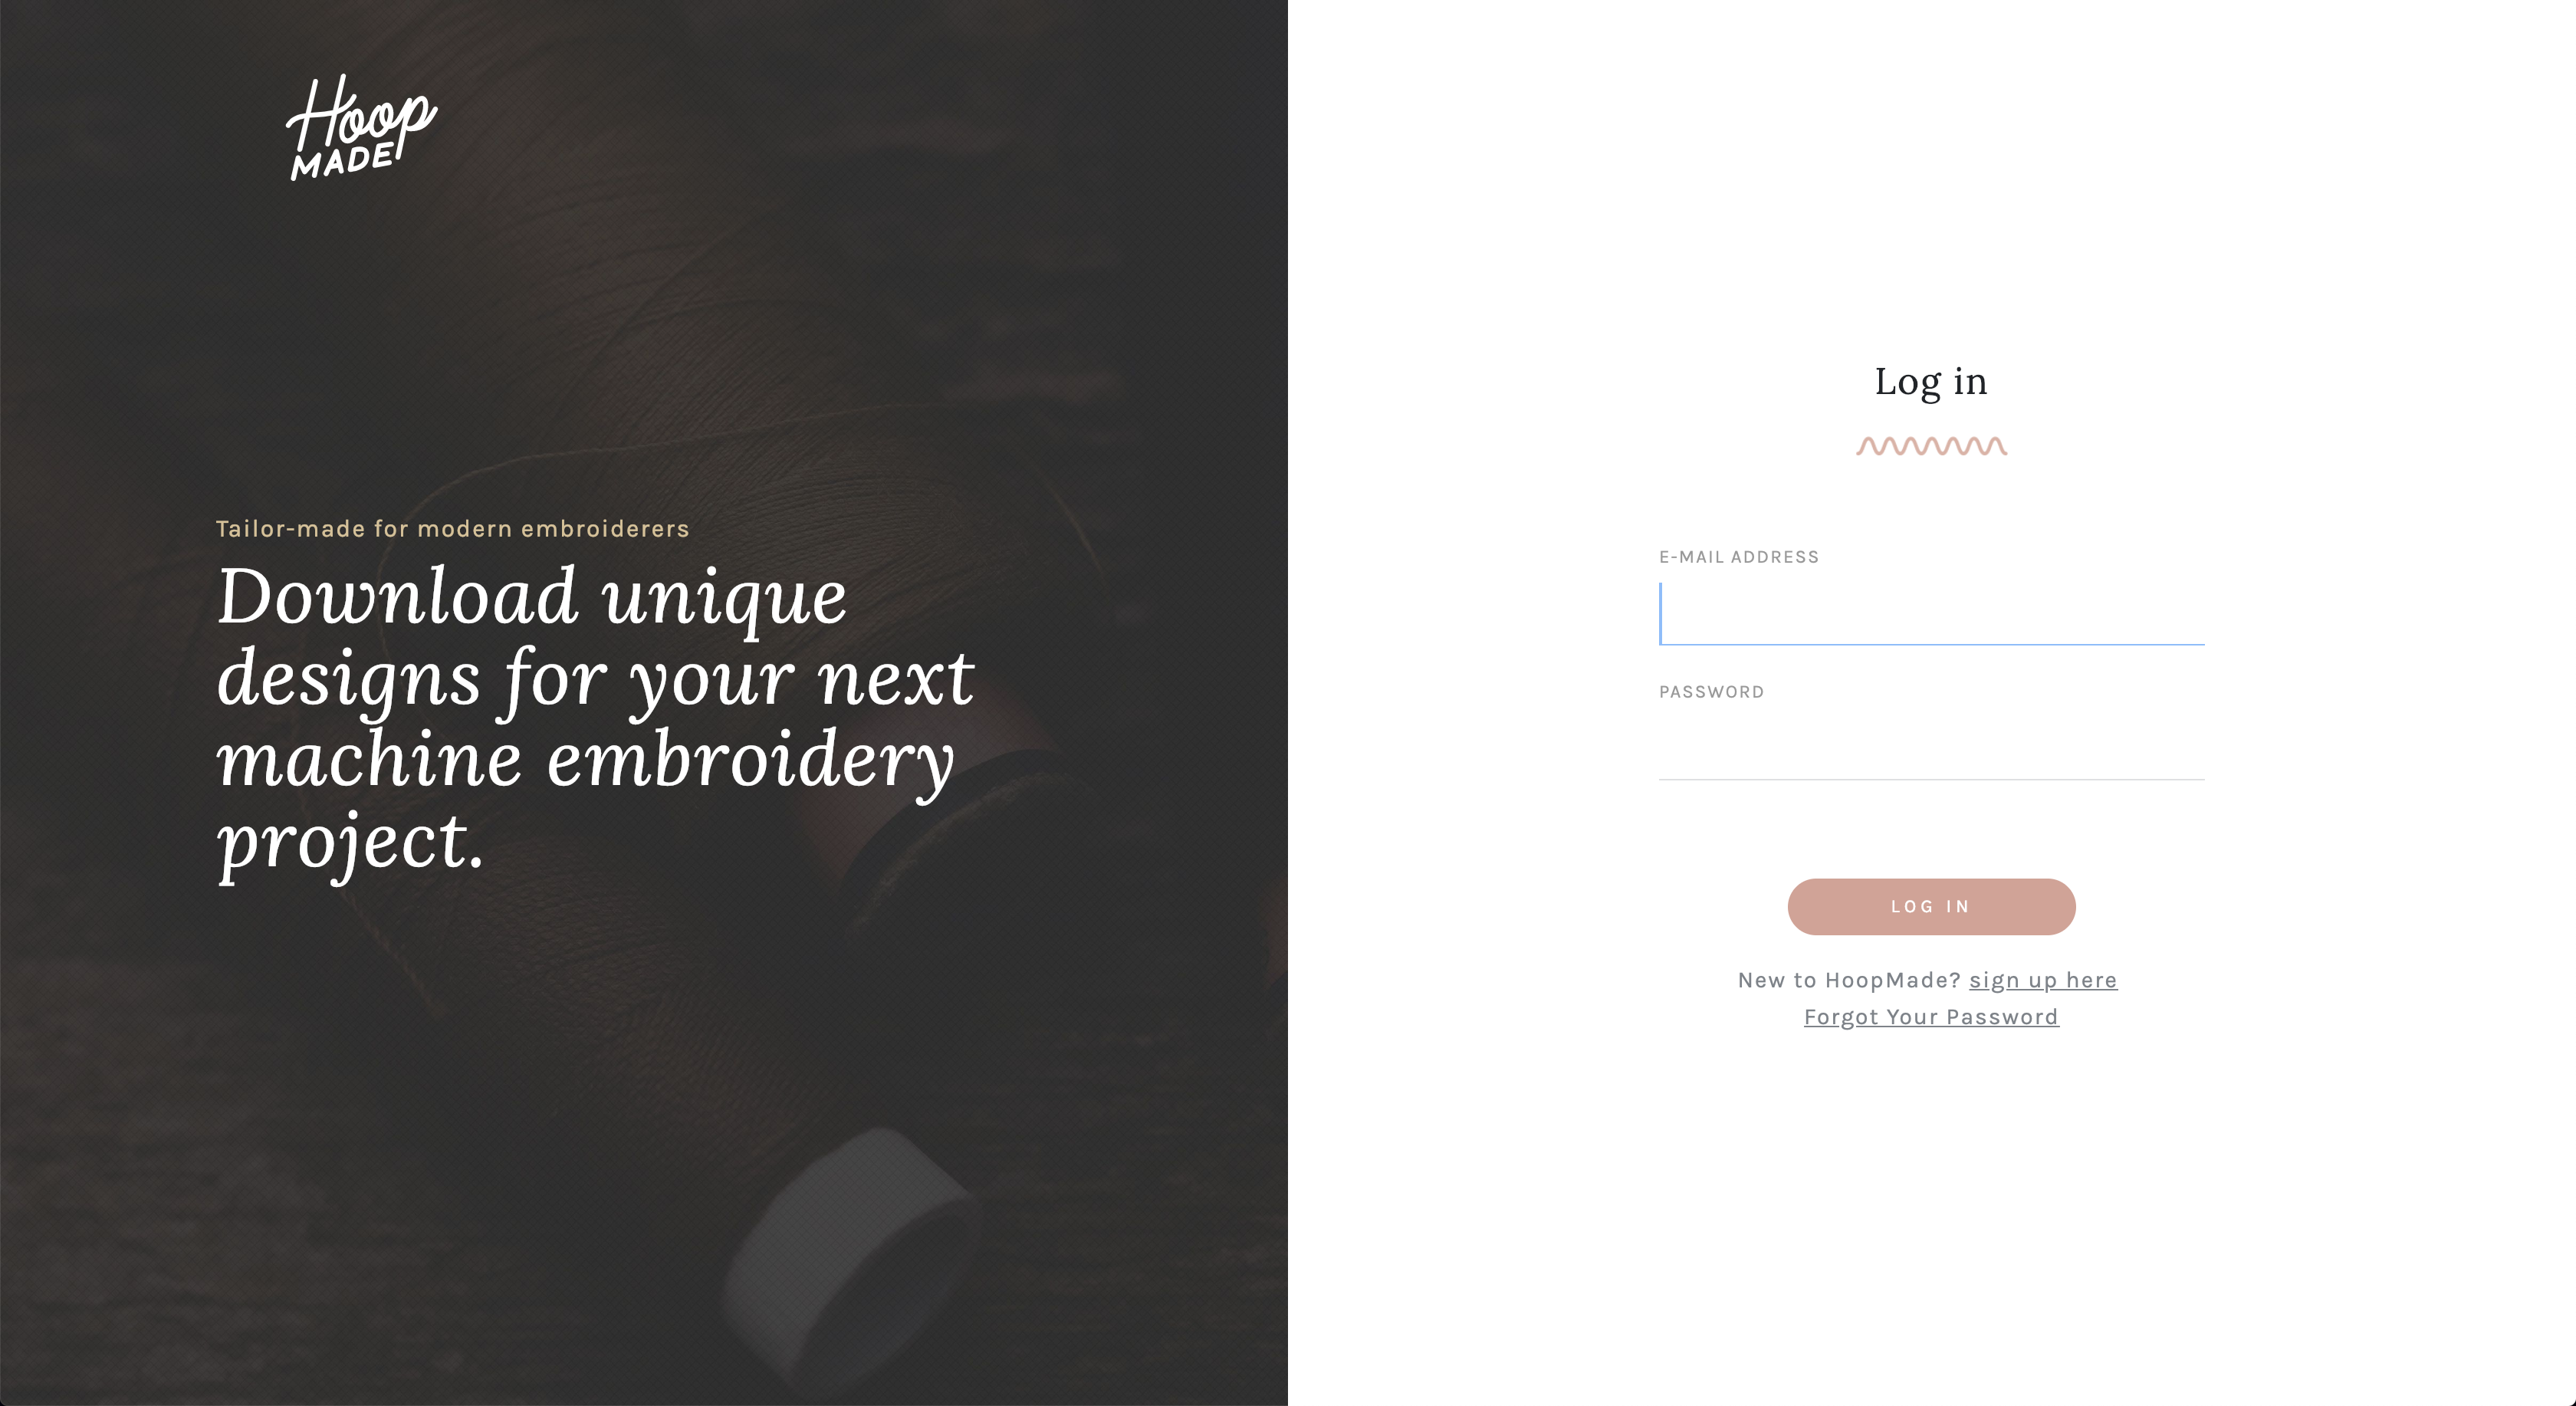 Hoop
MADE
Tailor-made for modern embroiderers
Download unique
designs for your next
machine embroidery
project.
Log in
E-MAIL ADDRESS
PASSWORD
LOG IN
New to HoopMade? sign up here
Forgot Your Password